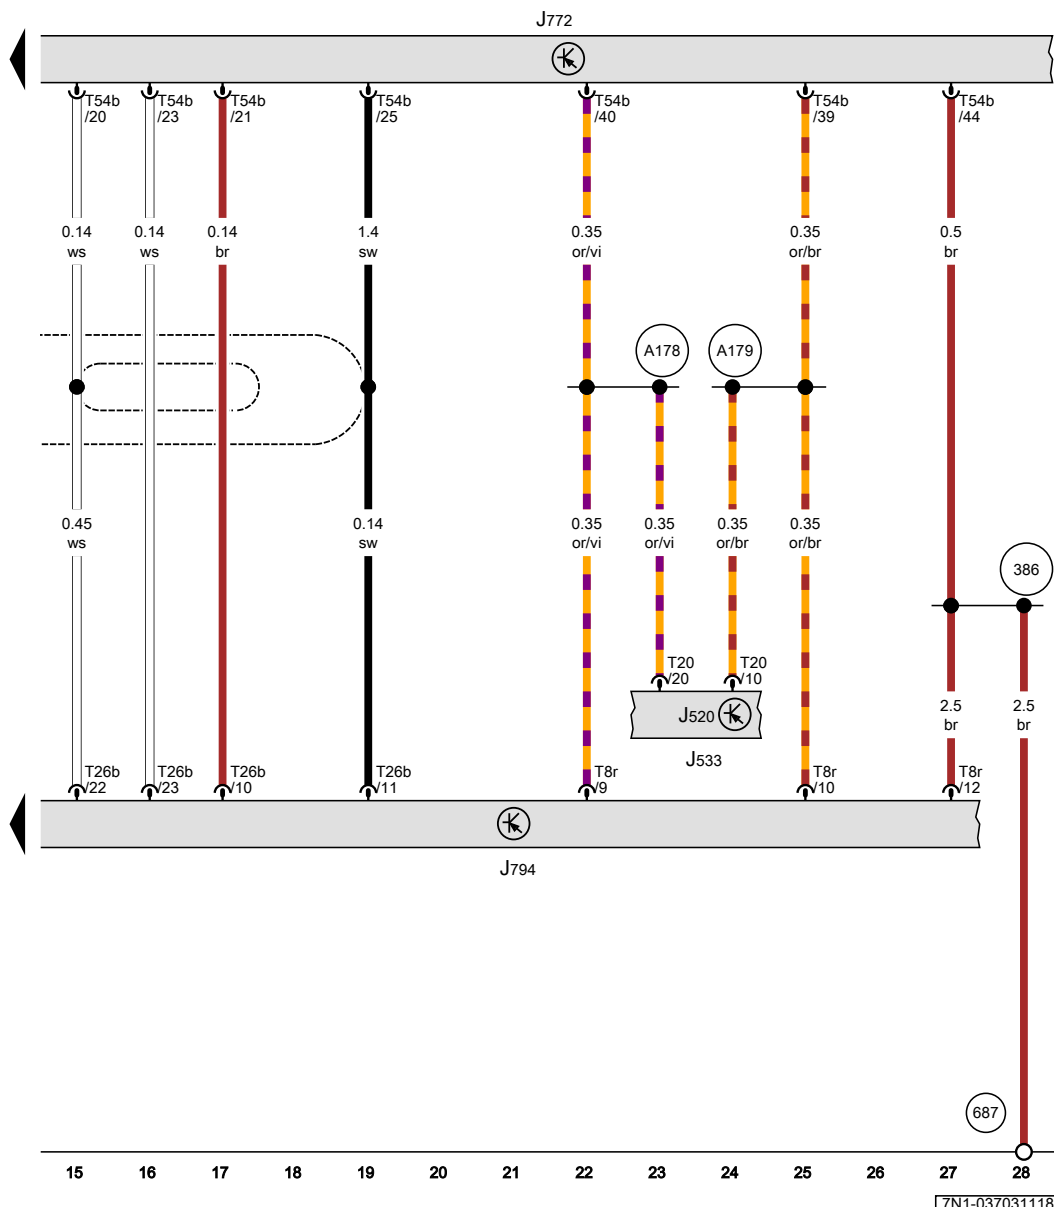 J772
T54b T54b T54b T54b T54b T54b T54b
/20 /23 /21 /25 /40 /39 /44
0.14 0.14 0.14 1.4 0.35 0.35 0.5
ws ws br sw or/vi or/br br
A178 A179
0.45 0.14 0.35 0.35 0.35 0.35
ws sw or/vi or/vi or/br or/br
386
T20 T20
/20 /10
J520
2.5 2.5
br br
J533
T26b T26b T26b T26b T8r T8r T8r
/22 /23 /10 /11 /9 /10 /12
J794
687
15 16 17 18 19 20 21 22 23 24 25 26 27 28
7N1-037031118